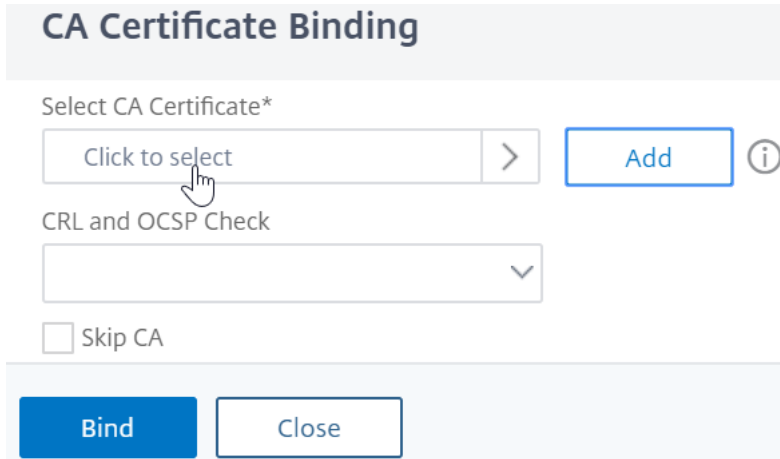 CA Certificate Binding
Select CA Certificate*
Click to select
Add
CRL and OCSP Check
Skip CA
Bind
Close